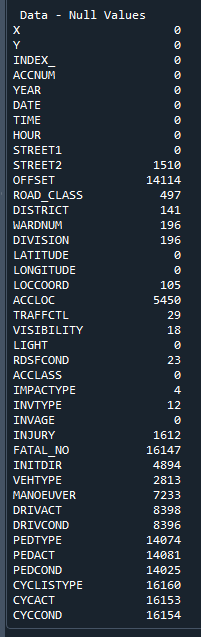 Data - Null Values
X 0
Y 0
INDEX_ 0
ACCNUM 0
YEAR 0
DATE 0
TIME 0
HOUR 0
STREET1 0
STREET2 1510
OFFSET 14114
ROAD_CLASS 497
DISTRICT 141
WARDNUM 196
DIVISION 196
LATITUDE 0
LONGITUDE 0
LOCCOORD 105
ACCLOC 5450
TRAFFCTL 29
VISIBILITY 18
LIGHT 0
RDSFCOND 23
ACCLASS 0
IMPACTYPE 4
INVTYPE 12
INVAGE 0
INJURY 1612
FATAL_NO 16147
INITDIR 4894
VEHTYPE 2813
MANOEUVER 7233
DRIVACT 8398
DRIVCOND 8396
PEDTYPE 14074
PEDACT 14081
PEDCOND 14025
CYCLISTYPE 16160
CYCACT 16153
CYCCOND 16154